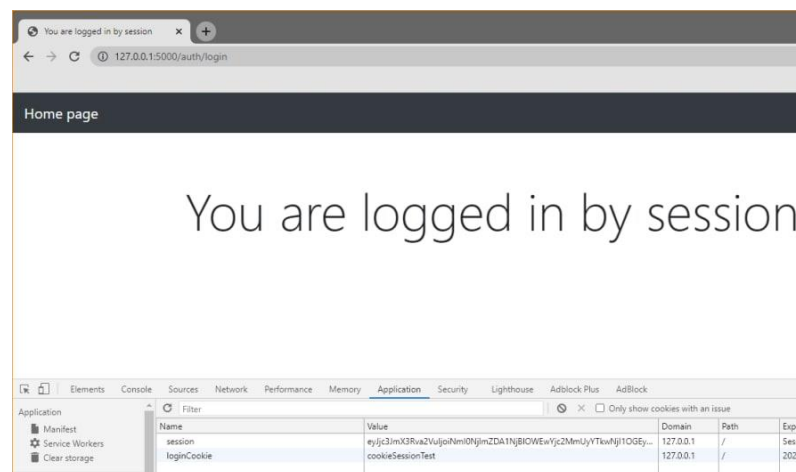 You are logged in by session
127.0.0.1:5000/auth/login
Home page
You are logged in by session
Elements Console Sources Network Performance Memory Application Security Lighthouse Adblock Plus AdBlock
Application
Filter
Only show cookies with an issue
Manifest
Service Workers
Clear storage
Name Value Domain Path Exp
session 127.0.0.1 / Ses
loginCookie cookieSessionTest 127.0.0.1 / 202